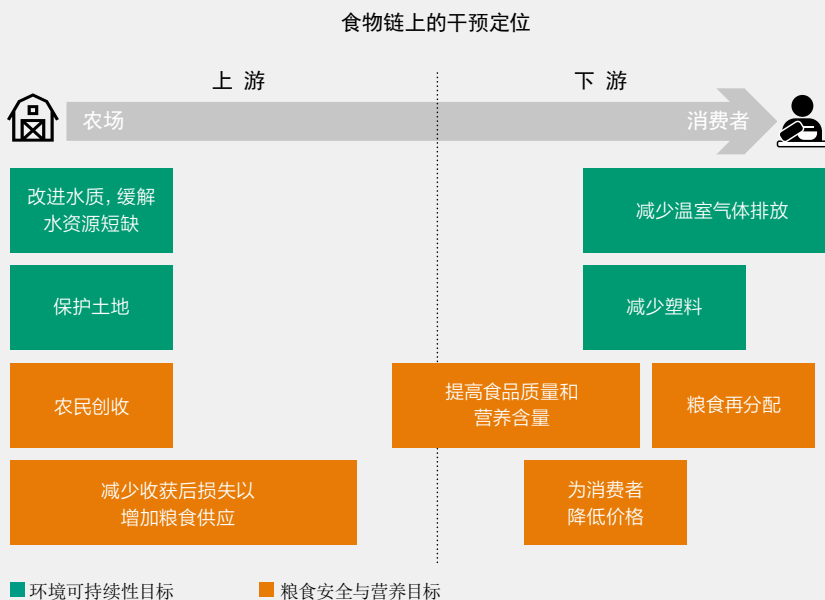 食物链上的干预定位
上 游
下 游
农场
消费者
改进水质，缓解
水资源短缺
减少温室气体排放
保护土地
减少塑料
农民创收
提高食品质量和
营养含量
粮食再分配
减少收获后损失以
增加粮食供应
为消费者
降低价格
环境可持续性目标
粮食安全与营养目标